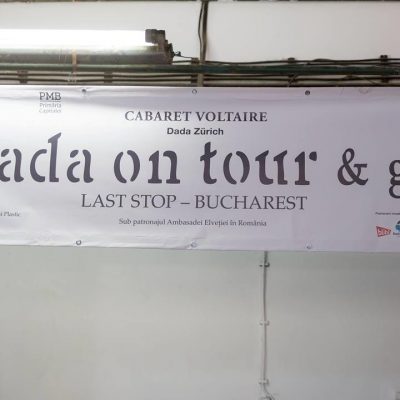 PMB
Primăria
Capitalei
CABARET VOLTAIRE
Dada Zürich
ada on tour & g
LAST STOP – BUCHAREST
Plastic
Sub patronajul Ambasadei Elveției în România